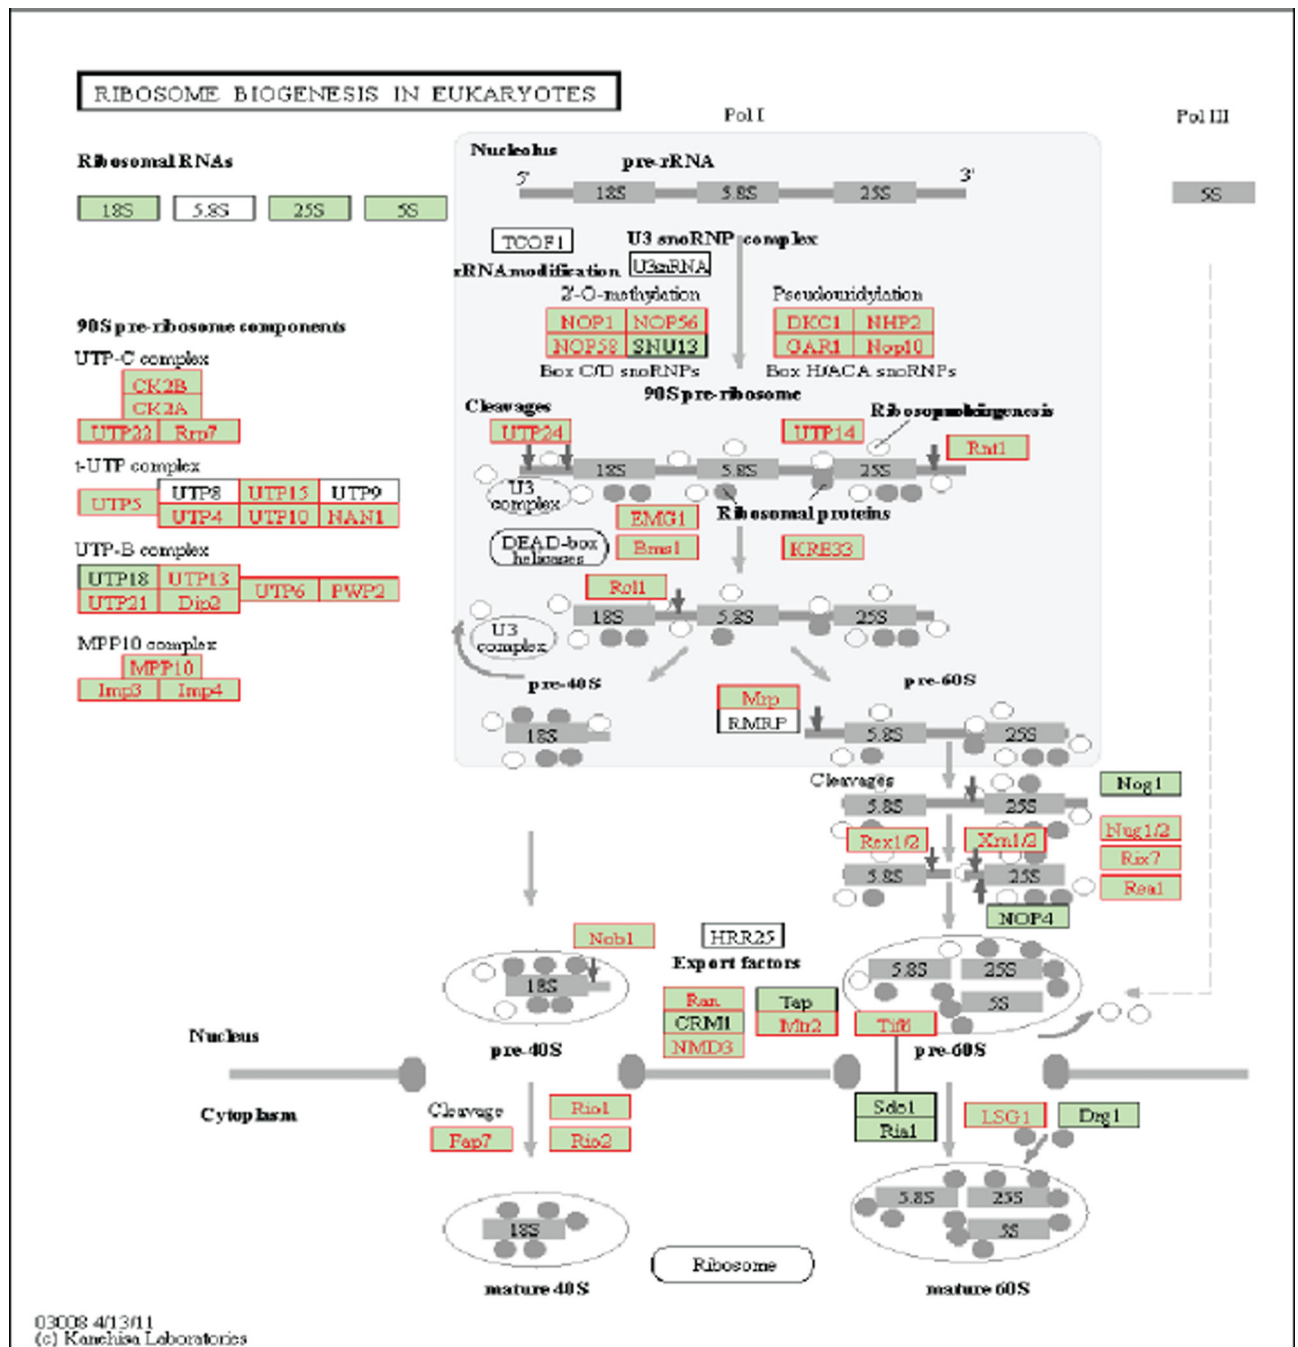 RIBOSOME BIOGENESIS IN EUKARYOTES
Pol I
Pol III
Ribosomal RNAs
18S 5.8S 25S 5S
Nucleolus
pre-rRNA
5' 3'
18S 5.8S 25S
5S
TCOF1
U3 snoRNP complex
rRNA modification
2'-O-methylation
NOP1 NOP56
NOP58 SNU13
Box C/D snoRNPs
Pseudouridylation
DKC1 NHP2
GAR1 Nop10
Box H/ACA snoRNPs
90S pre-ribosome components
UTP-C complex
CK2B
CK2A
UTP22 Rrp7
t-UTP complex
UTP5
UTP8 UTP15 UTP9
UTP4 UTP10 NAN1
UTP-B complex
UTP18 UTP13
UTP21 Dip2
UTP6 PWP2
MPP10 complex
MPP10
Imp3 Imp4
90S pre-ribosome
Cleavages
UTP24
UTP14
Rnt1
18S 5.8S 25S
U3
complex
Ribosomal proteins
EMG1
Bms1
DEAD-box
helicases
KRE33
Rcl1
18S 5.8S 25S
U3
complex
pre-40S
pre-60S
Mrp
RMRP
18S
5.8S 25S
Cleavages
5.8S 25S
Nog1
Nug1/2
Rix7
Rea1
Rex1/2
Xrn1/2
5.8S 25S
NOP4
Nob1
HRR25
Export factors
Ran
CRM1
NMD3
Tap
Mtr2
Tif6
18S
5.8S 25S
5S
Nucleus
pre-40S
pre-60S
Cytoplasm
Cleavage
Fap7
Rio1
Rio2
Sdo1
Ria1
LSG1
Drg1
18S
5.8S 25S
5S
Ribosome
mature 40S
mature 60S
03008 4/13/11
(c) Kanehisa Laboratories